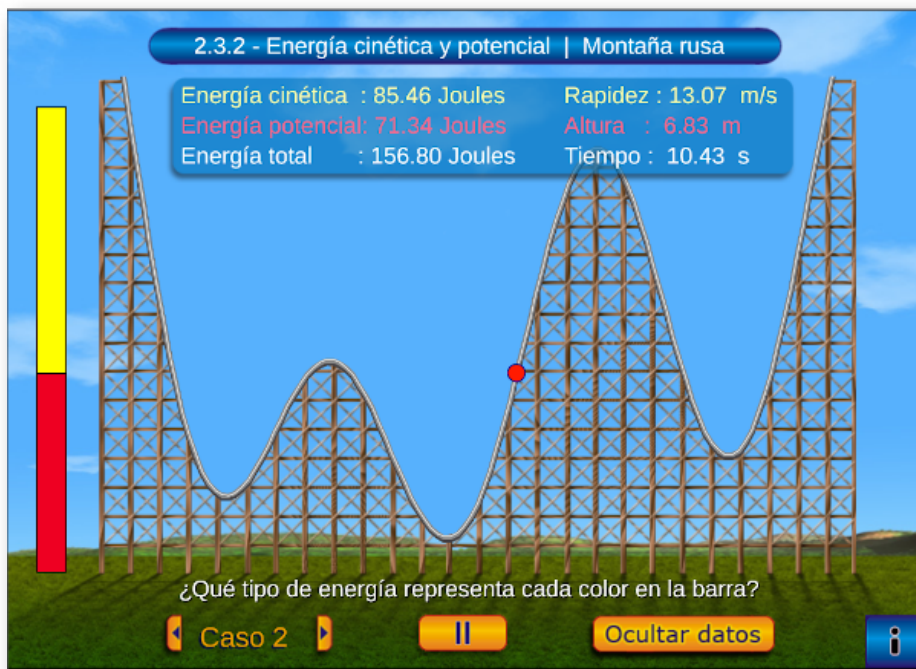 2.3.2 - Energía cinética y potencial | Montaña rusa
Energía cinética : 85.46 Joules Rapidez : 13.07 m/s
Energía potencial: 71.34 Joules Altura : 6.83 m
Energía total : 156.80 Joules Tiempo : 10.43 s
¿Qué tipo de energía representa cada color en la barra?
Caso 2 Ocultar datos i